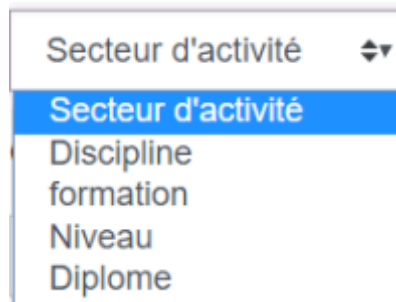 Secteur d'activité
Secteur d'activité
Discipline
formation
Niveau
Diplome